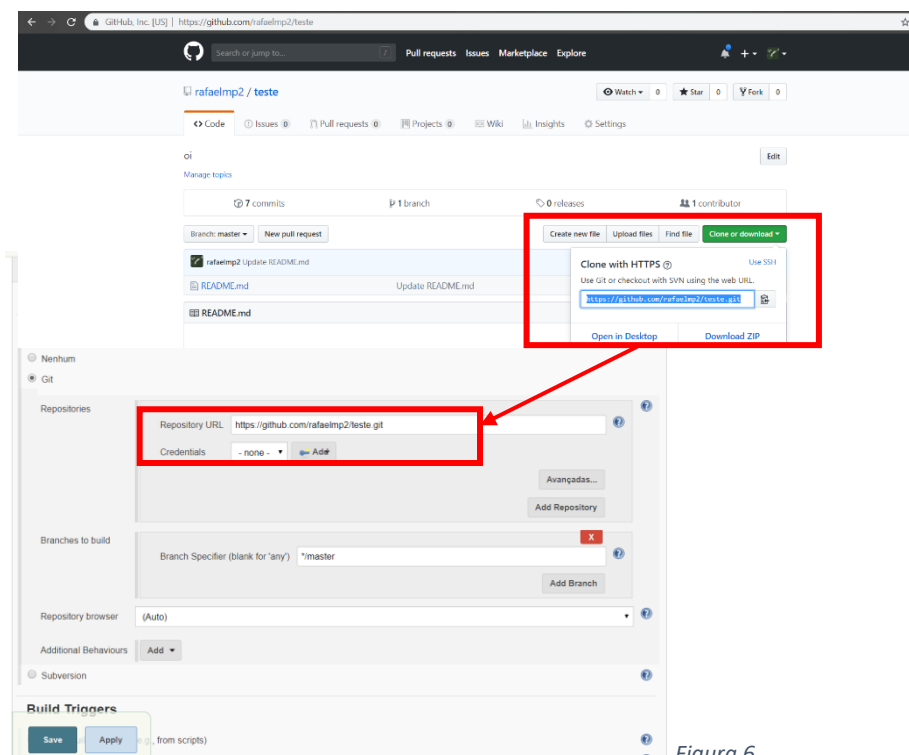 GitHub, Inc. [US] | https://github.com/rafaelmp2/teste
Search or jump to... / Pull requests Issues Marketplace Explore
rafaelmp2 / teste Watch 0 Star 0 Fork 0
<> Code Issues 0 Pull requests 0 Projects 0 Wiki Insights Settings
oi Edit
Manage topics
7 commits 1 branch 0 releases 1 contributor
Branch: master New pull request Create new file Upload files Find file Clone or download
rafaelmp2 Update README.md
README.md Update README.md
README.md
Clone with HTTPS Use SSH
Use Git or checkout with SVN using the web URL.
https://github.com/rafaelmp2/teste.git
Open in Desktop Download ZIP
Nenhum
Git
Repositories
Repository URL https://github.com/rafaelmp2/teste.git
Credentials - none - Add
Avançadas...
Add Repository
X
Branches to build
Branch Specifier (blank for 'any') */master
Add Branch
Repository browser (Auto)
Additional Behaviours Add
Subversion
Build Triggers
Save Apply , from scripts)
Figura 6